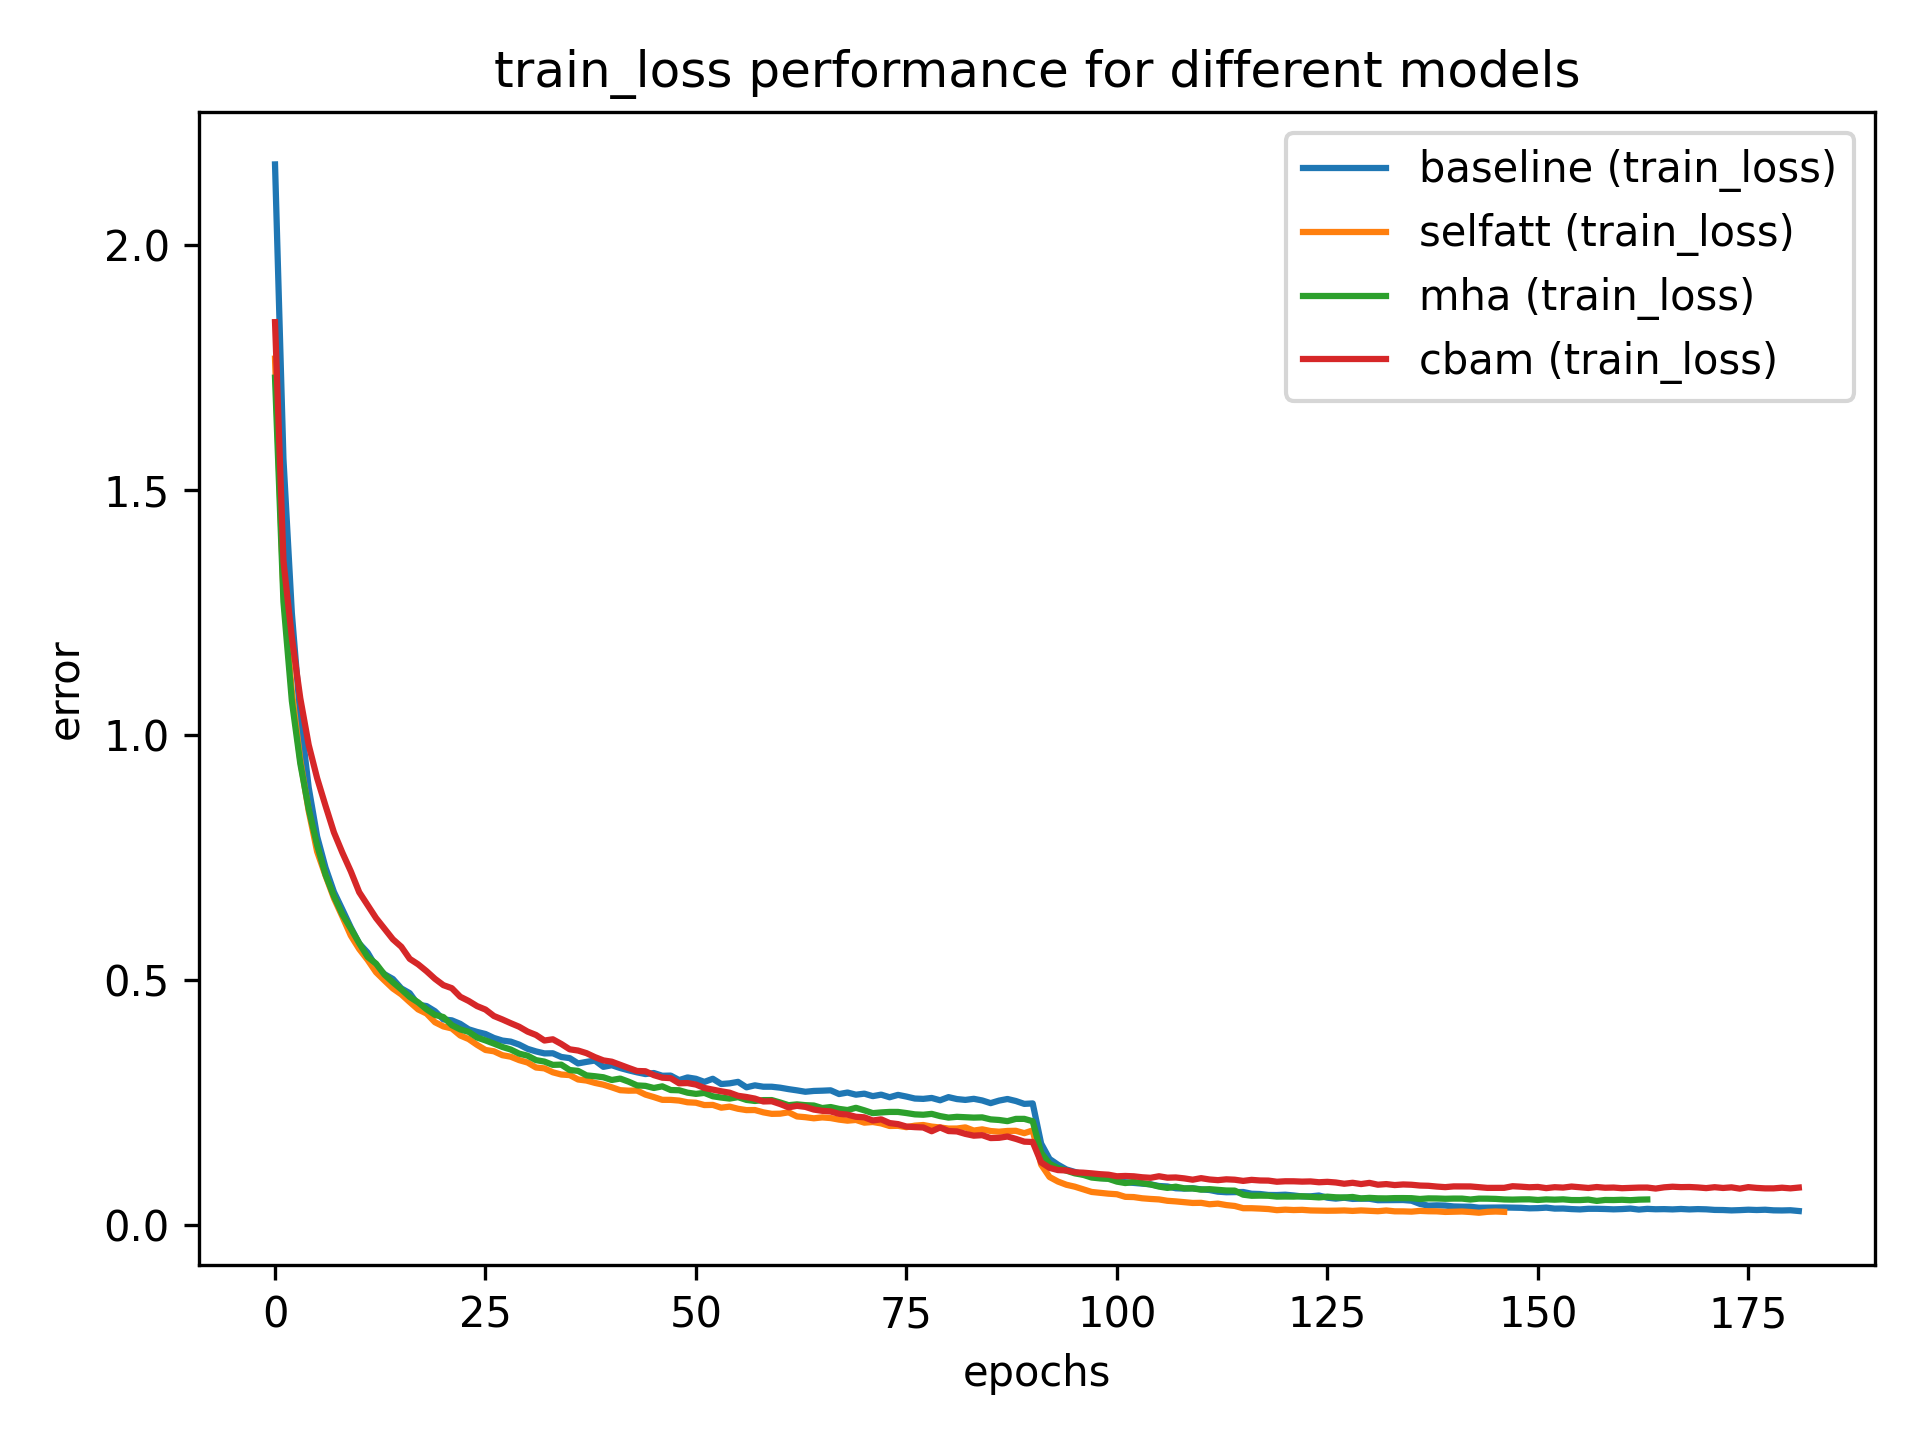 train_loss performance for different models
baseline (train_loss)
selfatt (train_loss)
mha (train_loss)
cbam (train_loss)
error
2.0
1.5
1.0
0.5
0.0
0 25 50 75 100 125 150 175
epochs